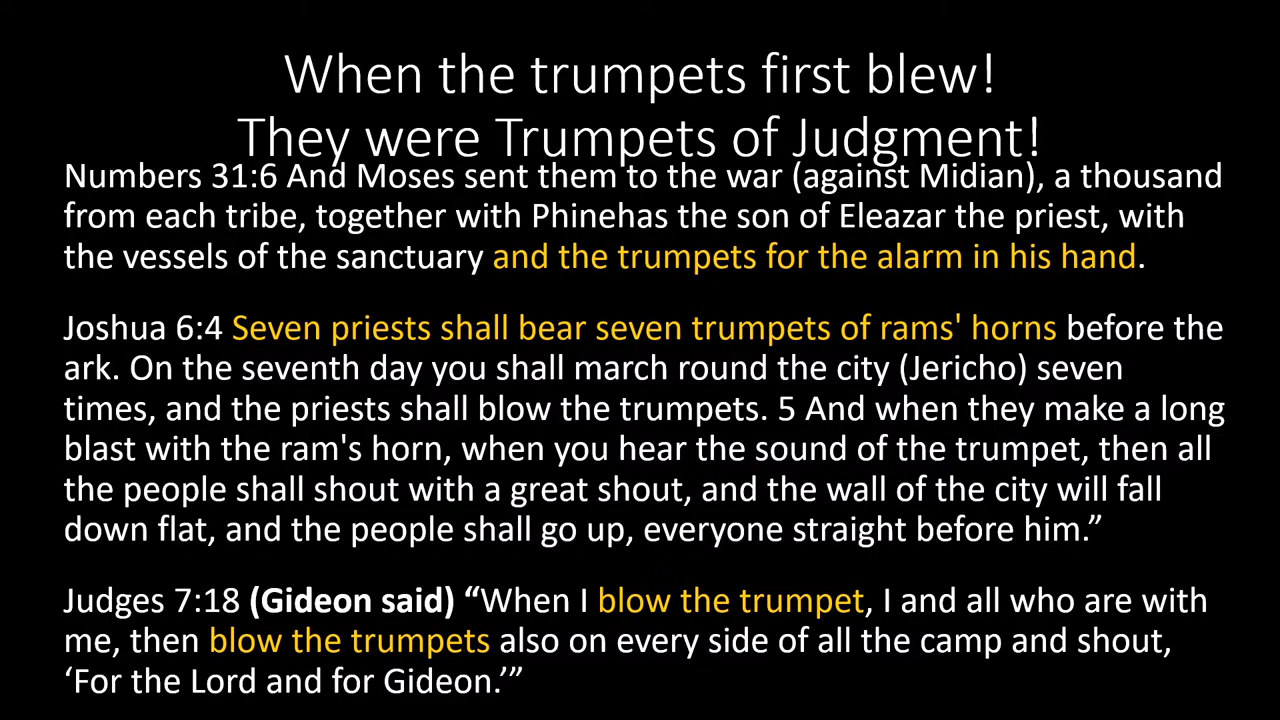 When the trumpets first blew!
They were Trumpets of Judgment!
Numbers 31:6 And Moses sent them to the war (against Midian), a thousand
from each tribe, together with Phinehas the son of Eleazar the priest, with
the vessels of the sanctuary and the trumpets for the alarm in his hand.
Joshua 6:4 Seven priests shall bear seven trumpets of rams' horns before the
ark. On the seventh day you shall march round the city (Jericho) seven
times, and the priests shall blow the trumpets. 5 And when they make a long
blast with the ram's horn, when you hear the sound of the trumpet, then all
the people shall shout with a great shout, and the wall of the city will fall
down flat, and the people shall go up, everyone straight before him.”
Judges 7:18 (Gideon said) “When I blow the trumpet, I and all who are with
me, then blow the trumpets also on every side of all the camp and shout,
‘For the Lord and for Gideon.’”